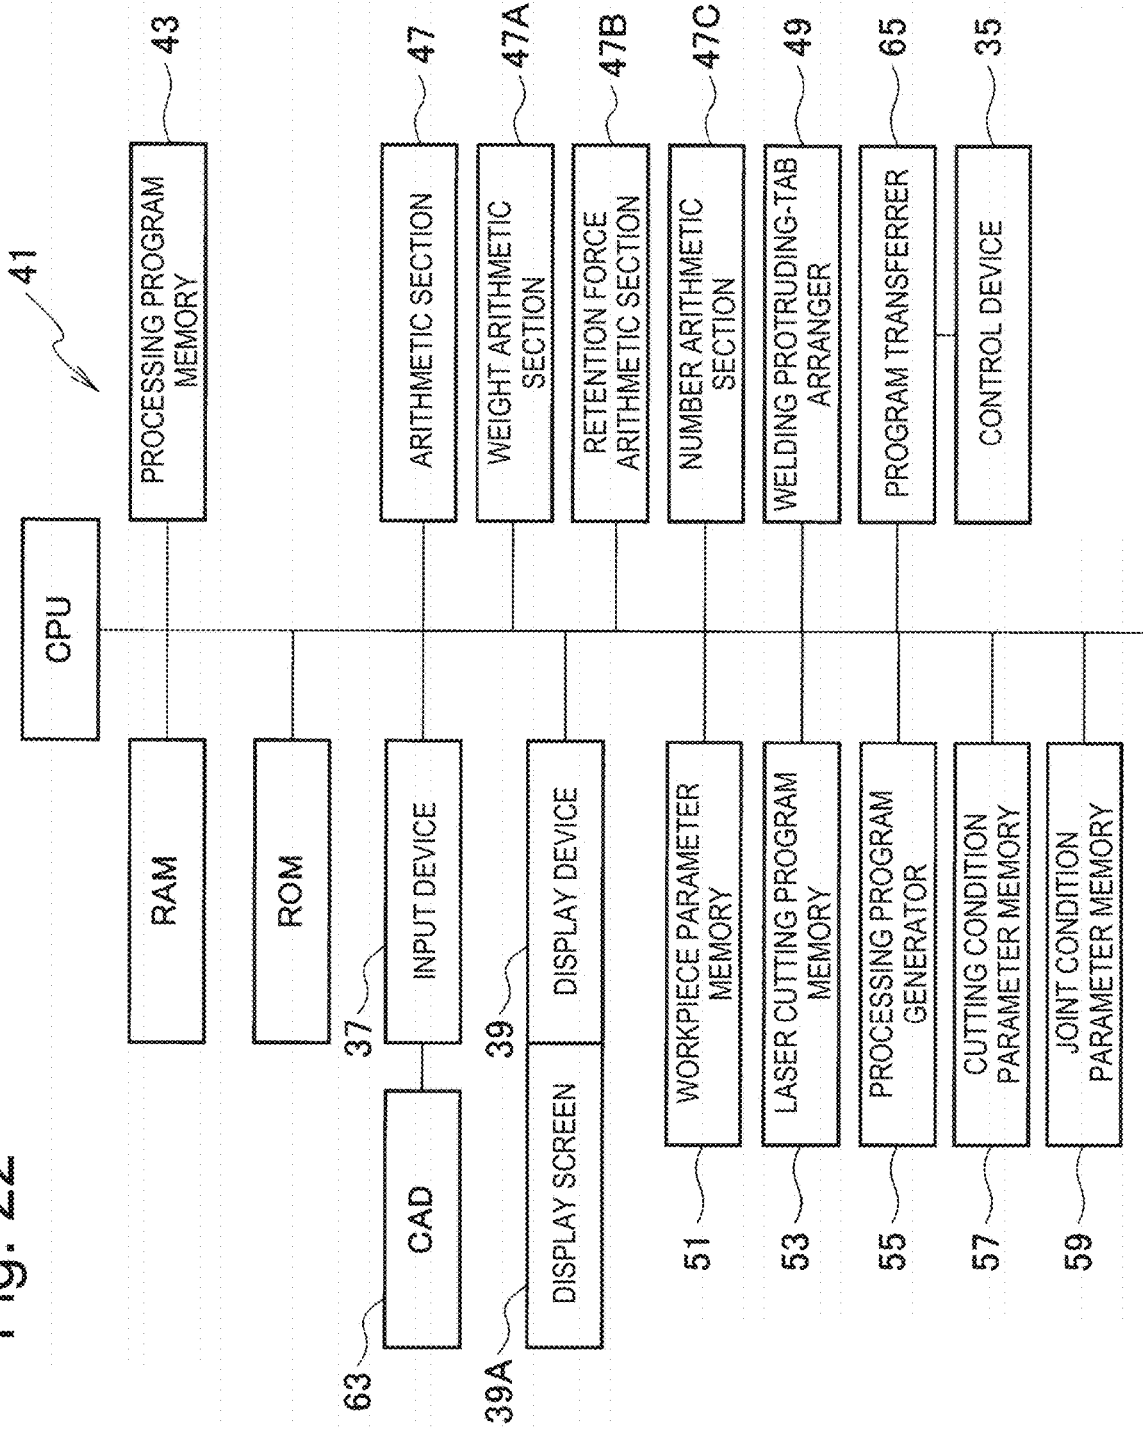 Fig. 22
41
CPU
RAM
PROCESSING PROGRAM
MEMORY
43
ROM
63
CAD
37
INPUT DEVICE
ARITHMETIC SECTION
47
39A
DISPLAY SCREEN
39
DISPLAY DEVICE
WEIGHT ARITHMETIC
SECTION
47A
RETENTION FORCE
ARITHMETIC SECTION
47B
51
WORKPIECE PARAMETER
MEMORY
NUMBER ARITHMETIC
SECTION
47C
53
LASER CUTTING PROGRAM
MEMORY
WELDING PROTRUDING-TAB
ARRANGER
49
55
PROCESSING PROGRAM
GENERATOR
PROGRAM TRANSFERRER
65
57
CUTTING CONDITION
PARAMETER MEMORY
CONTROL DEVICE
35
59
JOINT CONDITION
PARAMETER MEMORY